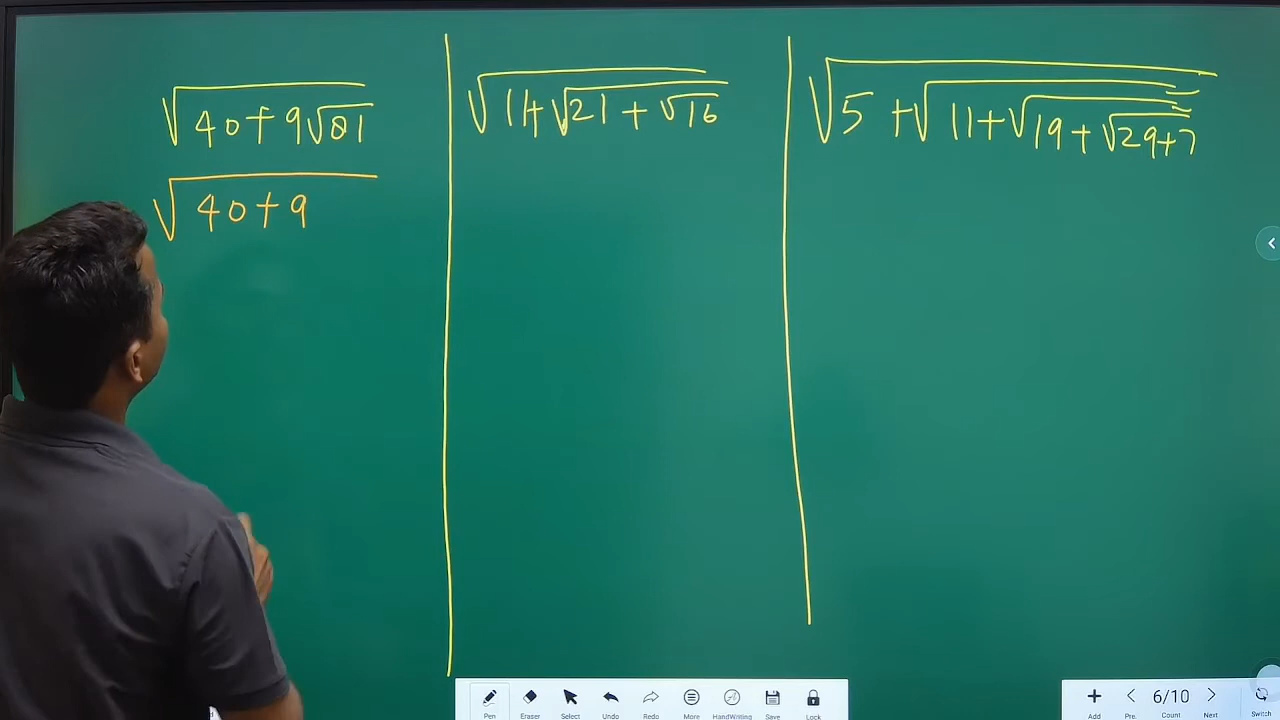 √(40+9√81)
√(40+9
√(11+√(21+√16))
√(5+√(11+√(19+√(29+7))))
Pen Eraser Select Undo Redo More HandWriting Save Lock
Add Pre. 6/10 Count Next Switch